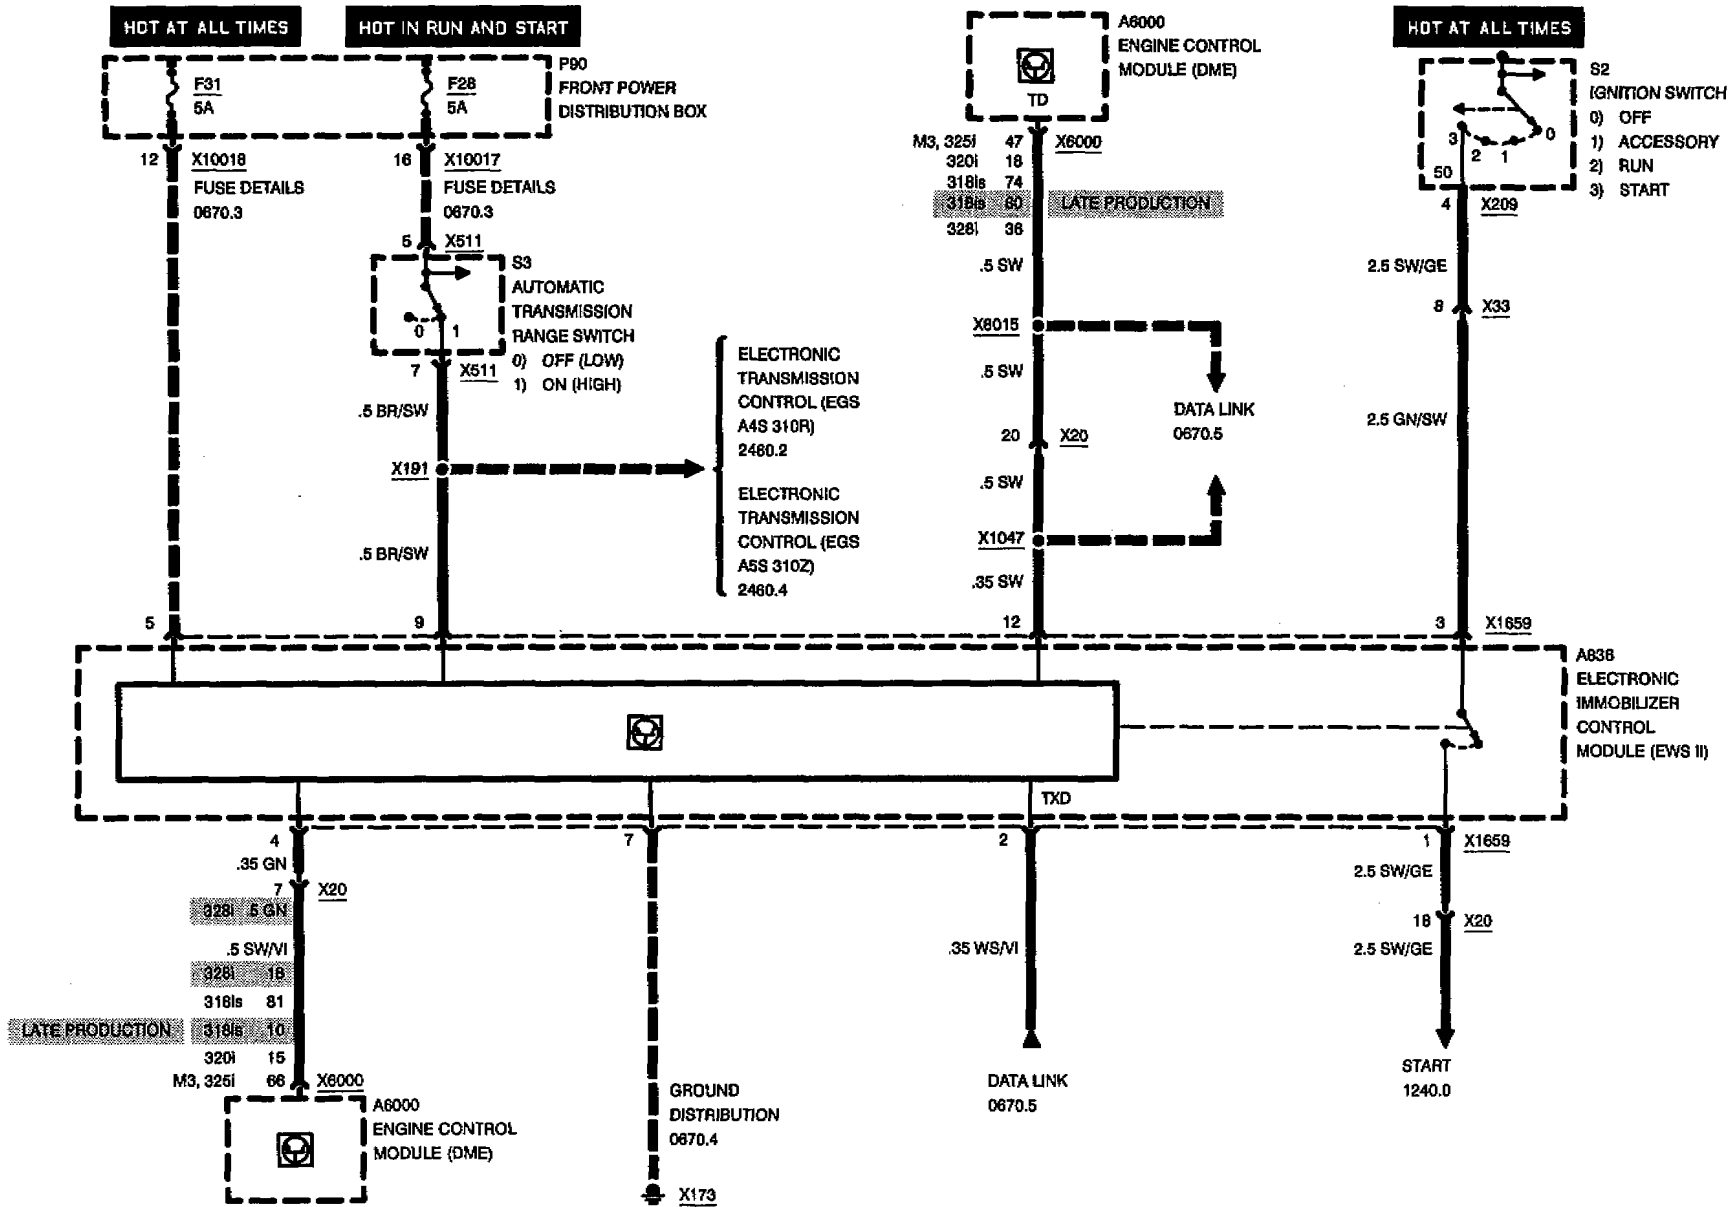 HOT AT ALL TIMES
HOT IN RUN AND START
F31
5A
F28
5A
P90
FRONT POWER
DISTRIBUTION BOX
12
X10018
FUSE DETAILS
0670.3
16
X10017
FUSE DETAILS
0670.3
5
X511
S3
AUTOMATIC
TRANSMISSION
RANGE SWITCH
0) OFF (LOW)
1) ON (HIGH)
0
1
7
X511
.5 BR/SW
X191
.5 BR/SW
ELECTRONIC
TRANSMISSION
CONTROL (EGS
A4S 310R)
2460.2
ELECTRONIC
TRANSMISSION
CONTROL (EGS
A5S 310Z)
2460.4
A6000
ENGINE CONTROL
MODULE (DME)
TD
M3, 325i 47
X6000
320i 18
318is 74
318is 60
LATE PRODUCTION
328i 36
.5 SW
X6015
.5 SW
DATA LINK
0670.5
20
X20
.5 SW
X1047
.35 SW
HOT AT ALL TIMES
S2
IGNITION SWITCH
0) OFF
1) ACCESSORY
2) RUN
3) START
3
2
1
0
50
4
X209
2.5 SW/GE
8
X33
2.5 GN/SW
5
9
12
3
X1659
A836
ELECTRONIC
IMMOBILIZER
CONTROL
MODULE (EWS II)
TXD
4
7
2
1
X1659
.35 GN
7
X20
328i .5 GN
.5 SW/VI
328i 18
318is 81
LATE PRODUCTION
318is 10
320i 15
M3, 325i 66
X6000
A6000
ENGINE CONTROL
MODULE (DME)
GROUND
DISTRIBUTION
0670.4
X173
.35 WS/VI
DATA LINK
0670.5
2.5 SW/GE
18
X20
2.5 SW/GE
START
1240.0